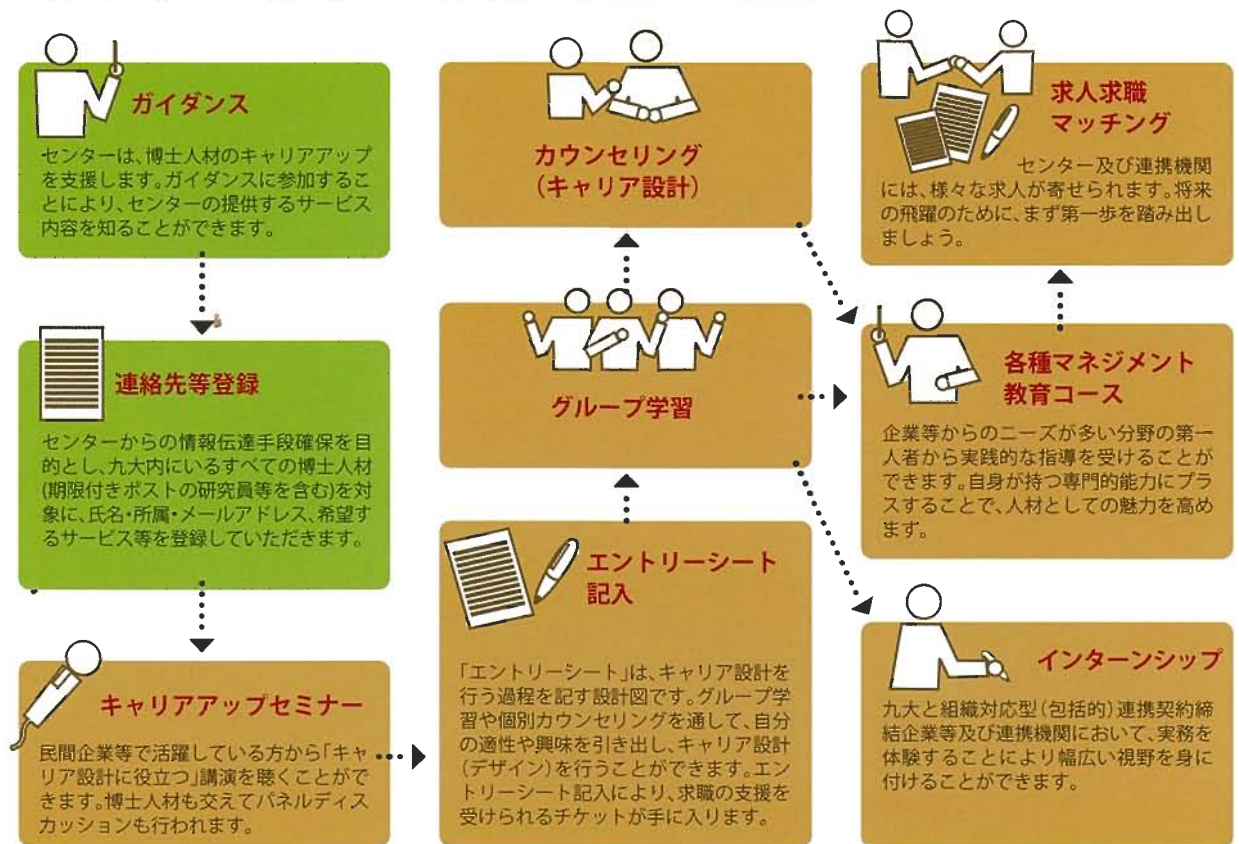 ガイダンス
センターは、博士人材のキャリアアップ
を支援します。ガイダンスに参加するこ
とにより、センターの提供するサービス
内容を知ることができます。
連絡先等登録
センターからの情報伝達手段確保を目
的とし、九大内にいるすべての博士人材
(期限付きポストの研究員等を含む)を対
象に、氏名・所属・メールアドレス、希望す
るサービス等を登録していただきます。
キャリアアップセミナー
民間企業等で活躍している方から「キャ
リア設計に役立つ」講演を聴くことがで
きます。博士人材も交えてパネルディス
カッションも行われます。
カウンセリング
(キャリア設計)
グループ学習
エントリーシート
記入
「エントリーシート」は、キャリア設計を
行う過程を記す設計図です。グループ学
習や個別カウンセリングを通して、自分
の適性や興味を引き出し、キャリア設計
(デザイン)を行うことができます。エン
トリーシート記入により、求職の支援を
受けられるチケットが手に入ります。
求人求職
マッチング
センター及び連携機関
には、様々な求人が寄せられます。将来
の飛躍のために、まず第一歩を踏み出し
ましょう。
各種マネジメント
教育コース
企業等からのニーズが多い分野の第一
人者から実践的な指導を受けることが
できます。自身が持つ専門的能力にプラ
スすることで、人材としての魅力を高め
ます。
インターンシップ
九大と組織対応型(包括的)連携契約締
結企業等及び連携機関において、実務を
体験することにより幅広い視野を身に
付けることができます。